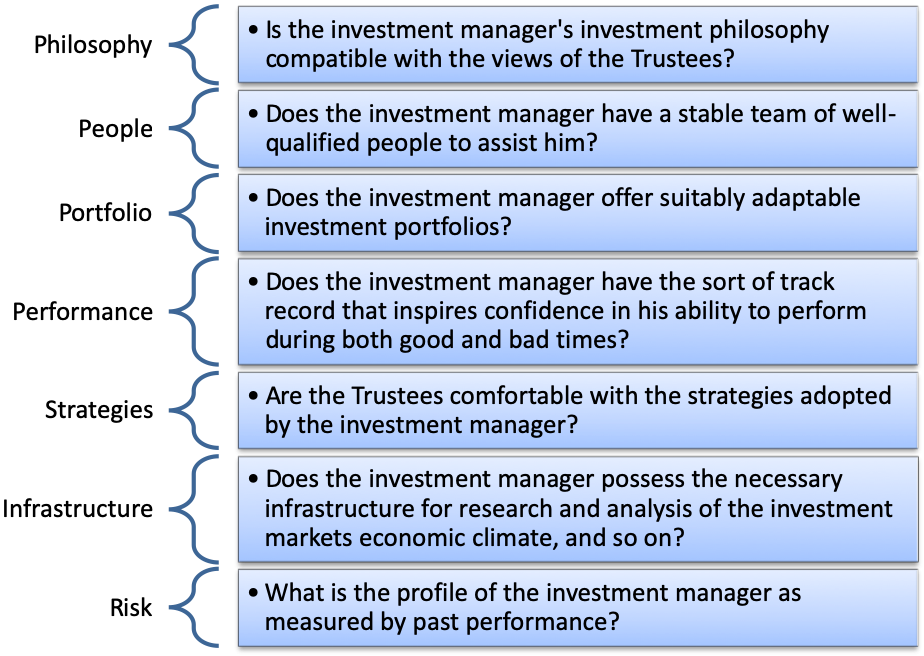 Philosophy
• Is the investment manager's investment philosophy
compatible with the views of the Trustees?
People
• Does the investment manager have a stable team of well-
qualified people to assist him?
Portfolio
• Does the investment manager offer suitably adaptable
investment portfolios?
Performance
• Does the investment manager have the sort of track
record that inspires confidence in his ability to perform
during both good and bad times?
Strategies
• Are the Trustees comfortable with the strategies adopted
by the investment manager?
Infrastructure
• Does the investment manager possess the necessary
infrastructure for research and analysis of the investment
markets economic climate, and so on?
Risk
• What is the profile of the investment manager as
measured by past performance?